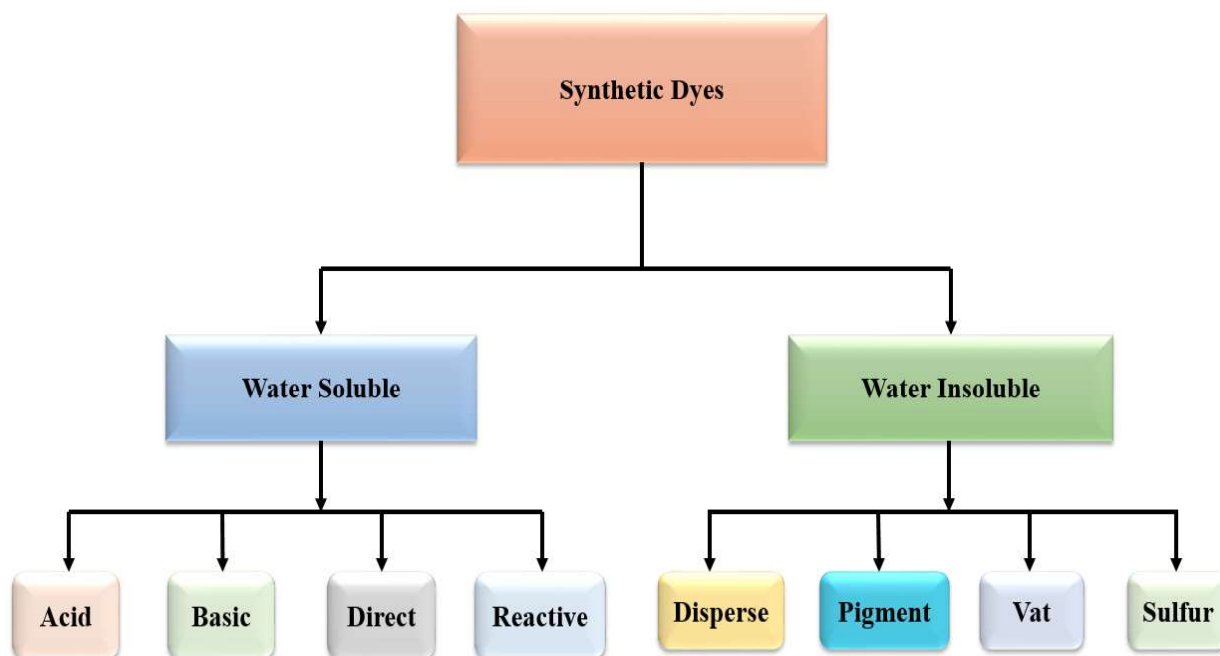 Synthetic Dyes
Water Soluble
Water Insoluble
Acid
Basic
Direct
Reactive
Disperse
Pigment
Vat
Sulfur